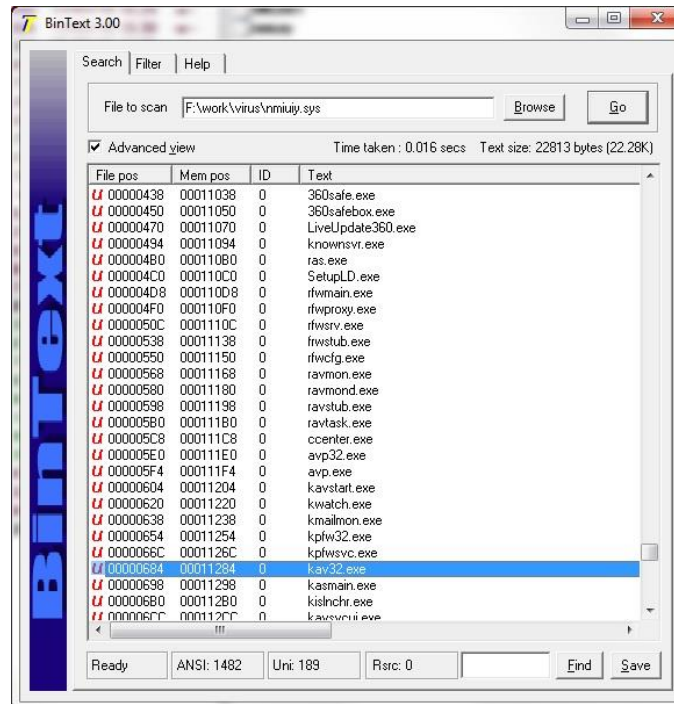 BinText 3.00
Search Filter Help
File to scan F:\work\virus\nmiuiy.sys Browse Go
Advanced view Time taken : 0.016 secs Text size: 22813 bytes (22.28K)
File pos Mem pos ID Text
u 00000438 00011038 0 360safe.exe
u 00000450 00011050 0 360safebox.exe
u 00000470 00011070 0 LiveUpdate360.exe
u 00000494 00011094 0 knownsvr.exe
u 000004B0 000110B0 0 ras.exe
u 000004C0 000110C0 0 SetupLD.exe
u 000004D8 000110D8 0 rfwmain.exe
u 000004F0 000110F0 0 rfwproxy.exe
u 0000050C 0001110C 0 rfwsrv.exe
u 00000538 00011138 0 frwstub.exe
u 00000550 00011150 0 rfwcfg.exe
u 00000568 00011168 0 ravmon.exe
u 00000580 00011180 0 ravmond.exe
u 00000598 00011198 0 ravstub.exe
u 000005B0 000111B0 0 ravtask.exe
u 000005C8 000111C8 0 ccenter.exe
u 000005E0 000111E0 0 avp32.exe
u 000005F4 000111F4 0 avp.exe
u 00000604 00011204 0 kavstart.exe
u 00000620 00011220 0 kwatch.exe
u 00000638 00011238 0 kmailmon.exe
u 00000654 00011254 0 kpfw32.exe
u 0000066C 0001126C 0 kpfwsvc.exe
u 00000684 00011284 0 kav32.exe
u 00000698 00011298 0 kasmain.exe
u 000006B0 000112B0 0 kislnchr.exe
u 000006CC 000112CC 0 kavsvcui.exe
BinText
Ready ANSI: 1482 Uni: 189 Rsrc: 0 Find Save